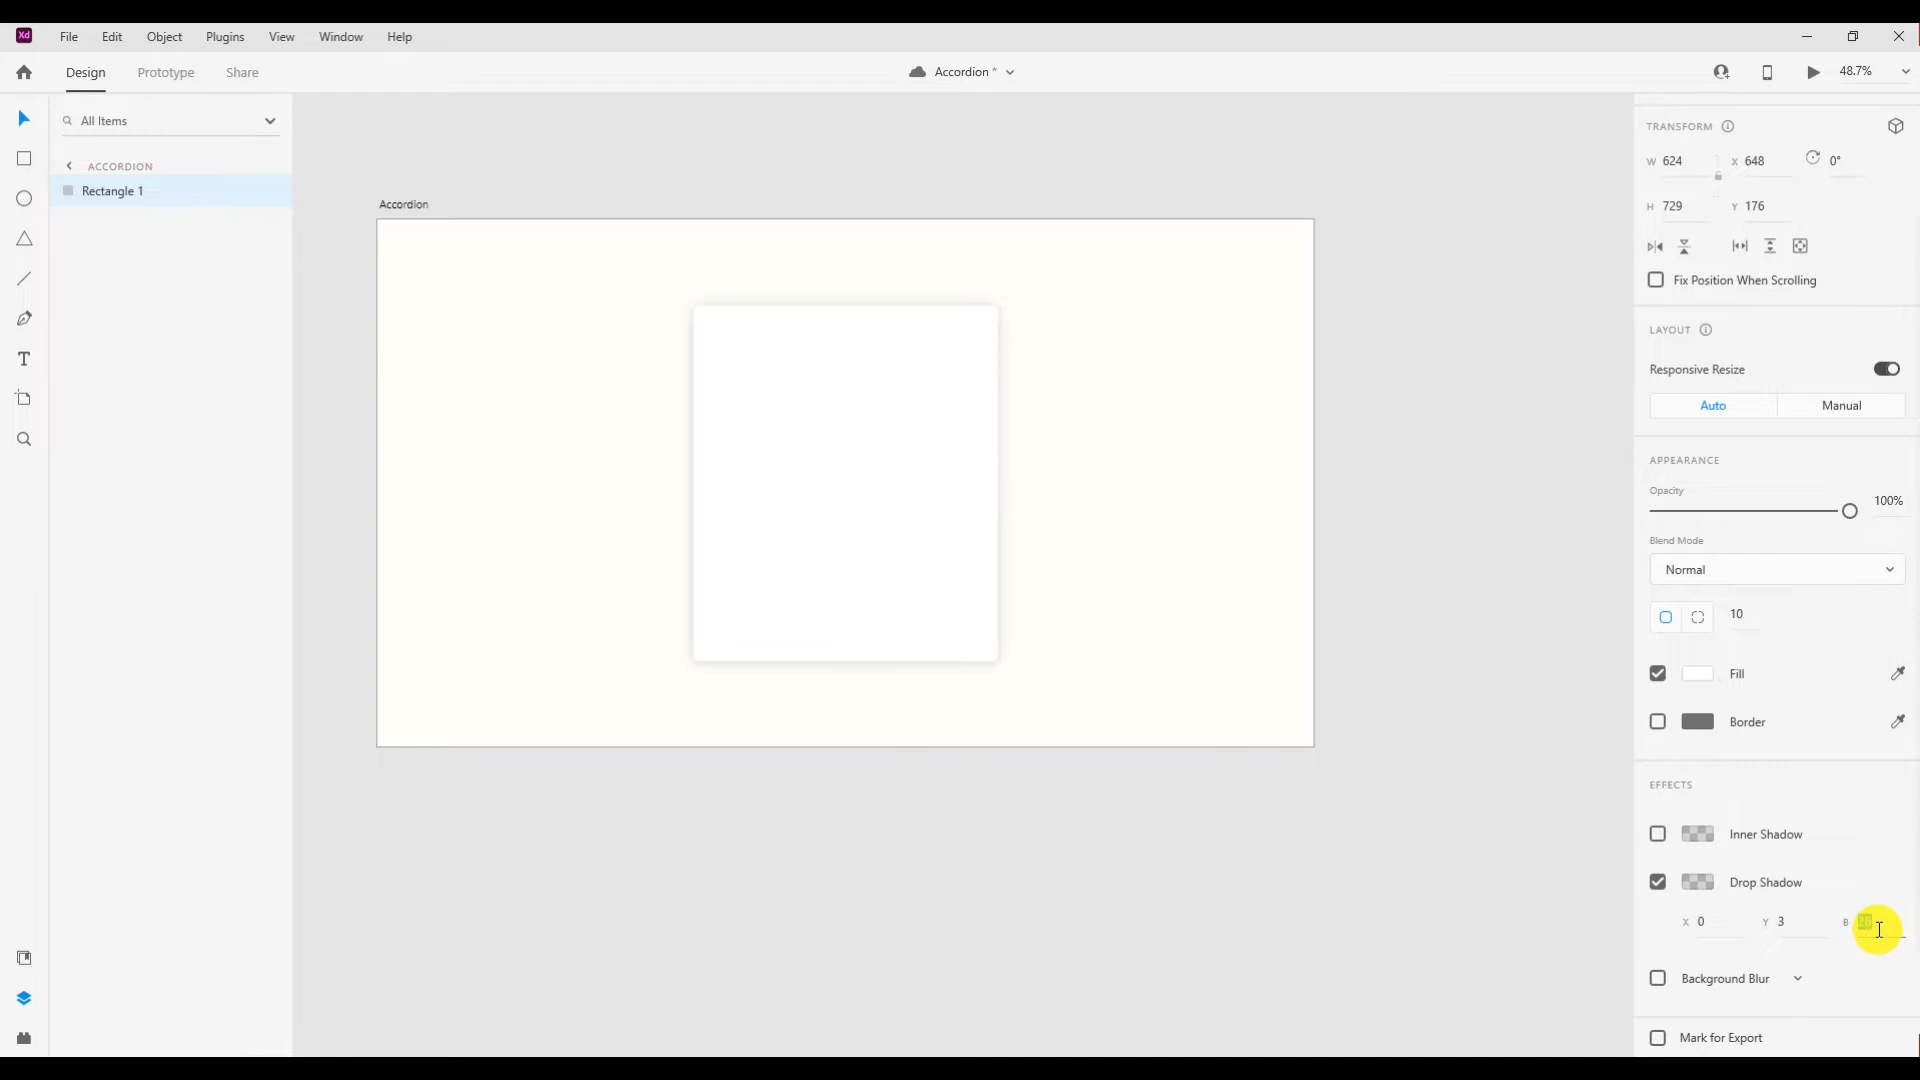 Xd File Edit Object Plugins View Window Help
Design Prototype Share Accordion * 48.7%
All Items
ACCORDION
Rectangle 1
Accordion
TRANSFORM
W 624 X 648 0°
H 729 Y 176
Fix Position When Scrolling
LAYOUT
Responsive Resize
Auto Manual
APPEARANCE
Opacity
100%
Blend Mode
Normal
10
Fill
Border
EFFECTS
Inner Shadow
Drop Shadow
X 0 Y 3 B
Background Blur
Mark for Export